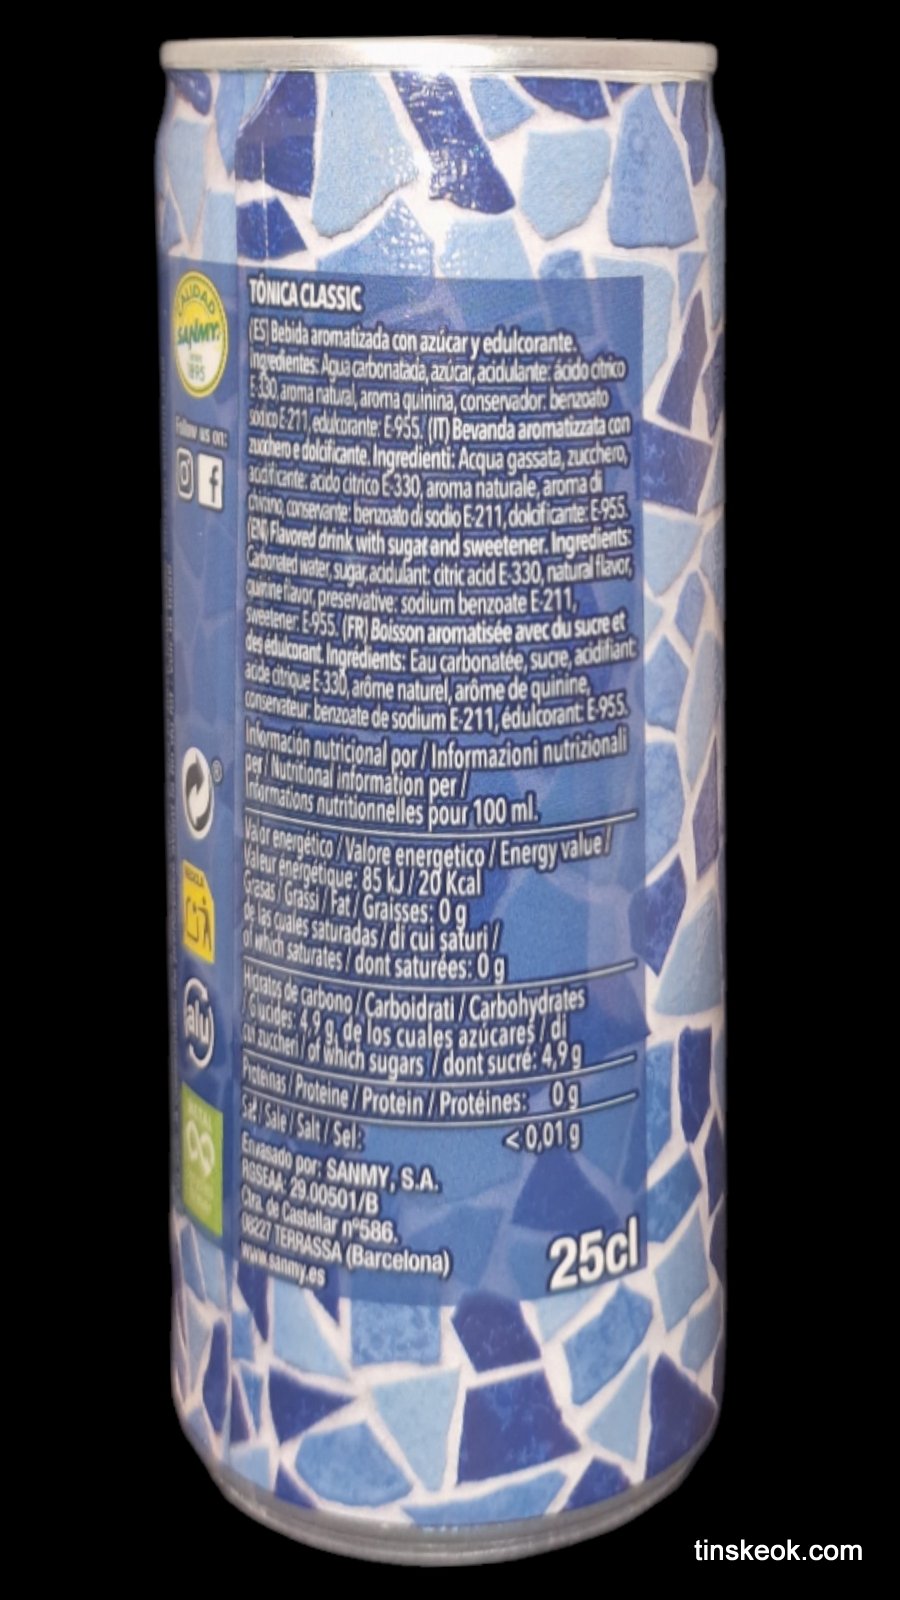 TÓNICA CLASSIC
(ES) Bebida aromatizada con azúcar y edulcorante.
Ingredientes: Agua carbonatada, azúcar, acidulante: ácido cítrico
E-330, aroma natural, aroma quinina, conservador: benzoato
sódico E-211, edulcorante: E-955. (IT) Bevanda aromatizzata con
zucchero e dolcificante. Ingredienti: Acqua gassata, zucchero,
acidificante: acido citrico E-330, aroma naturale, aroma di
chinino, conservante: benzoato di sodio E-211, dolcificante: E-955.
(EN) Flavored drink with sugar and sweetener. Ingredients:
Carbonated water, sugar, acidulant: citric acid E-330, natural flavor,
quinine flavor, preservative: sodium benzoate E-211,
sweetener: E-955. (FR) Boisson aromatisée avec du sucre et
des édulcorant. Ingrédients: Eau carbonatée, sucre, acidifiant:
acide citrique E-330, arôme naturel, arôme de quinine,
conservateur: benzoate de sodium E-211, édulcorant: E-955.
Información nutricional por / Informazioni nutrizionali
per / Nutritional information per /
Informations nutritionnelles pour 100 ml.
Valor energético / Valore energetico / Energy value /
Valeur énergétique: 85 kJ / 20 Kcal
Grasas / Grassi / Fat / Graisses: 0 g
de las cuales saturadas / di cui saturi /
of which saturates / dont saturées: 0 g
Hidratos de carbono / Carboidrati / Carbohydrates
/ Glucides: 4,9 g, de los cuales azúcares / di
cui zuccheri / of which sugars / dont sucre: 4,9 g
Proteínas / Proteine / Protein / Protéines: 0 g
Sal / Sale / Salt / Sel: < 0,01 g
Envasado por: SANMY, S.A.
RGSEAA: 29.00501/B
Ctra. de Castellar nº586.
08227 TERRASSA (Barcelona)
www.sanmy.es
25cl
CALIDAD
SANMY
1895
Follow us on:
f
®
RECICLA
alu
METAL
tinskeok.com